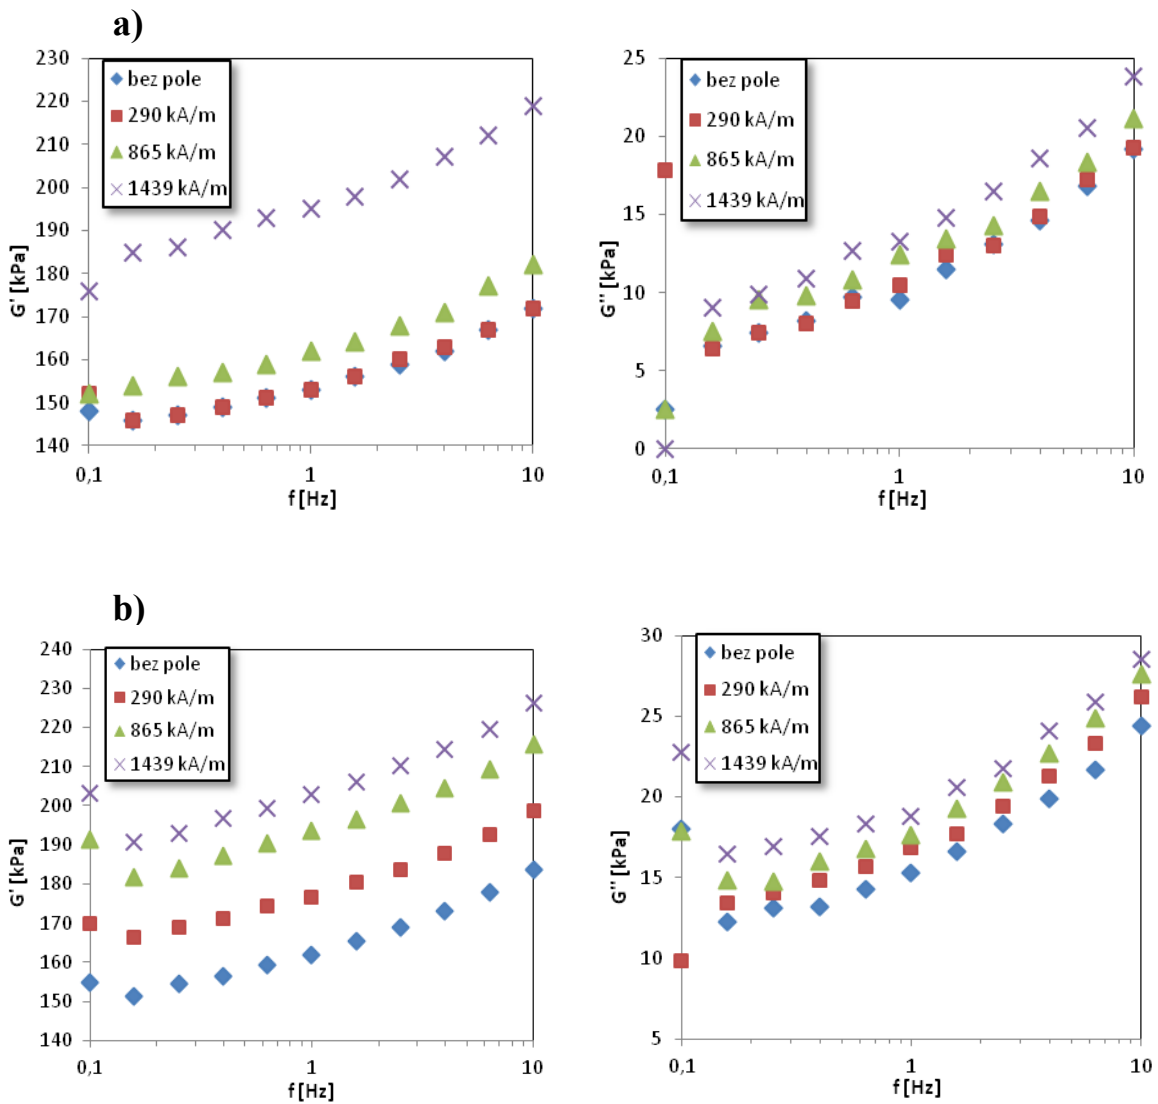 a)
230
220
210
200
190
180
170
160
150
140
G' [kPa]
bez pole
290 kA/m
865 kA/m
1439 kA/m
0,1 1 10
f [Hz]
25
20
15
10
5
0
G'' [kPa]
bez pole
290 kA/m
865 kA/m
1439 kA/m
0,1 1 10
f [Hz]
b)
240
230
220
210
200
190
180
170
160
150
140
G' [kPa]
bez pole
290 kA/m
865 kA/m
1439 kA/m
0,1 1 10
f [Hz]
30
25
20
15
10
5
G'' [kPa]
bez pole
290 kA/m
865 kA/m
1439 kA/m
0,1 1 10
f [Hz]